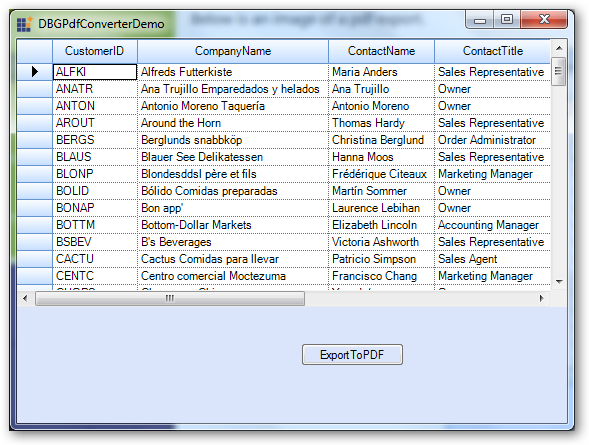 DBGPdfConverterDemo
Below is an image of a pdf export.
CustomerID CompanyName ContactName ContactTitle
ALFKI Alfreds Futterkiste Maria Anders Sales Representative
ANATR Ana Trujillo Emparedados y helados Ana Trujillo Owner
ANTON Antonio Moreno Taquería Antonio Moreno Owner
AROUT Around the Horn Thomas Hardy Sales Representative
BERGS Berglunds snabbköp Christina Berglund Order Administrator
BLAUS Blauer See Delikatessen Hanna Moos Sales Representative
BLONP Blondesddsl père et fils Frédérique Citeaux Marketing Manager
BOLID Bólido Comidas preparadas Martín Sommer Owner
BONAP Bon app' Laurence Lebihan Owner
BOTTM Bottom-Dollar Markets Elizabeth Lincoln Accounting Manager
BSBEV B's Beverages Victoria Ashworth Sales Representative
CACTU Cactus Comidas para llevar Patricio Simpson Sales Agent
CENTC Centro comercial Moctezuma Francisco Chang Marketing Manager
ExportToPDF